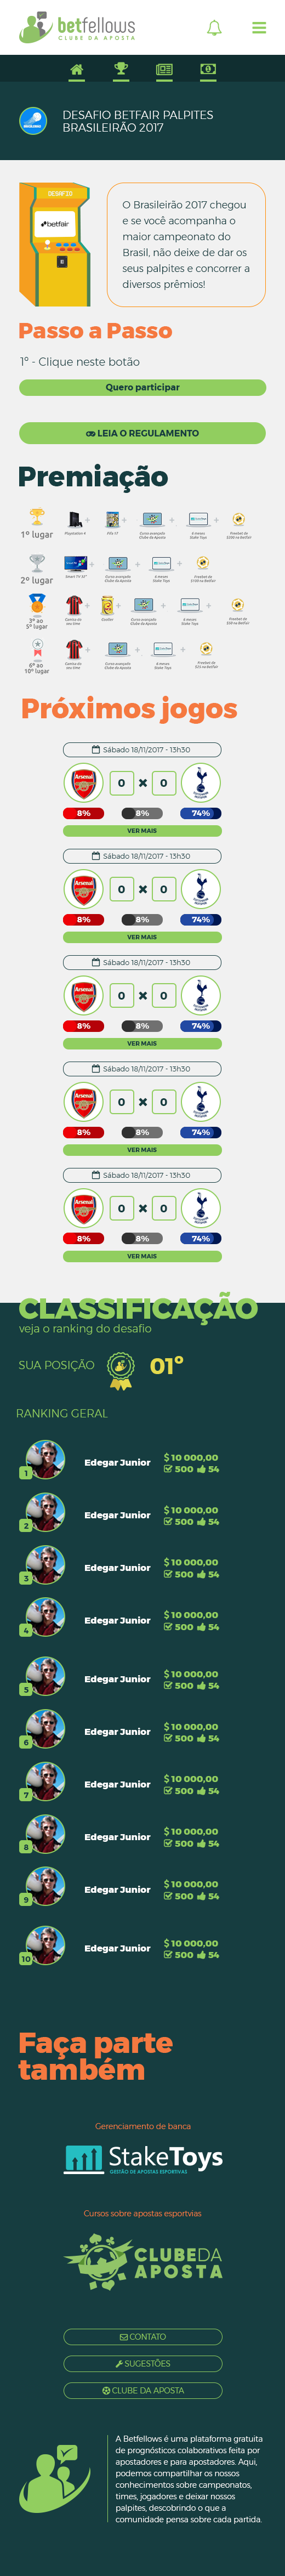 betfellows
CLUBE DA APOSTA
DESAFIO BETFAIR PALPITES
BRASILEIRÃO 2017
DESAFIO
betfair
O Brasileirão 2017 chegou
e se você acompanha o
maior campeonato do
Brasil, não deixe de dar os
seus palpites e concorrer a
diversos prêmios!
Passo a Passo
1º - Clique neste botão
Quero participar
LEIA O REGULAMENTO
Premiação
1º lugar
Playstation 4
Fifa 17
Curso avançado
Clube da Aposta
6 meses
Stake Toys
Freebet de
$200 na Betfair
2º lugar
Smart TV 32"
Curso avançado
Clube da Aposta
6 meses
Stake Toys
Freebet de
$100 na Betfair
3º ao
5º lugar
Camisa do
seu time
Curso avançado
Clube da Aposta
6 meses
Stake Toys
Freebet de
$50 na Betfair
6º ao
10º lugar
Camisa do
seu time
Curso avançado
Clube da Aposta
6 meses
Stake Toys
Freebet de
$25 na Betfair
Próximos jogos
Sábado 18/11/2017 - 13h30
Arsenal
0 × 0
8% 8% 74%
VER MAIS
Sábado 18/11/2017 - 13h30
Arsenal
0 × 0
8% 8% 74%
VER MAIS
Sábado 18/11/2017 - 13h30
Arsenal
0 × 0
8% 8% 74%
VER MAIS
Sábado 18/11/2017 - 13h30
Arsenal
0 × 0
8% 8% 74%
VER MAIS
Sábado 18/11/2017 - 13h30
Arsenal
0 × 0
8% 8% 74%
VER MAIS
CLASSIFICAÇÃO
veja o ranking do desafio
SUA POSIÇÃO 01º
RANKING GERAL
1 Edegar Junior $ 10 000,00
500 54
2 Edegar Junior $ 10 000,00
500 54
3 Edegar Junior $ 10 000,00
500 54
4 Edegar Junior $ 10 000,00
500 54
5 Edegar Junior $ 10 000,00
500 54
6 Edegar Junior $ 10 000,00
500 54
7 Edegar Junior $ 10 000,00
500 54
8 Edegar Junior $ 10 000,00
500 54
9 Edegar Junior $ 10 000,00
500 54
10 Edegar Junior $ 10 000,00
500 54
Faça parte
também
Gerenciamento de banca
StakeToys
GESTÃO DE APOSTAS ESPORTIVAS
Cursos sobre apostas esportvias
CLUBEDA
APOSTA
CONTATO
SUGESTÕES
CLUBE DA APOSTA
A Betfellows é uma plataforma gratuita
de prognósticos colaborativos feita por
apostadores e para apostadores. Aqui,
podemos compartilhar os nossos
conhecimentos sobre campeonatos,
times, jogadores e deixar nossos
palpites, descobrindo o que a
comunidade pensa sobre cada partida.